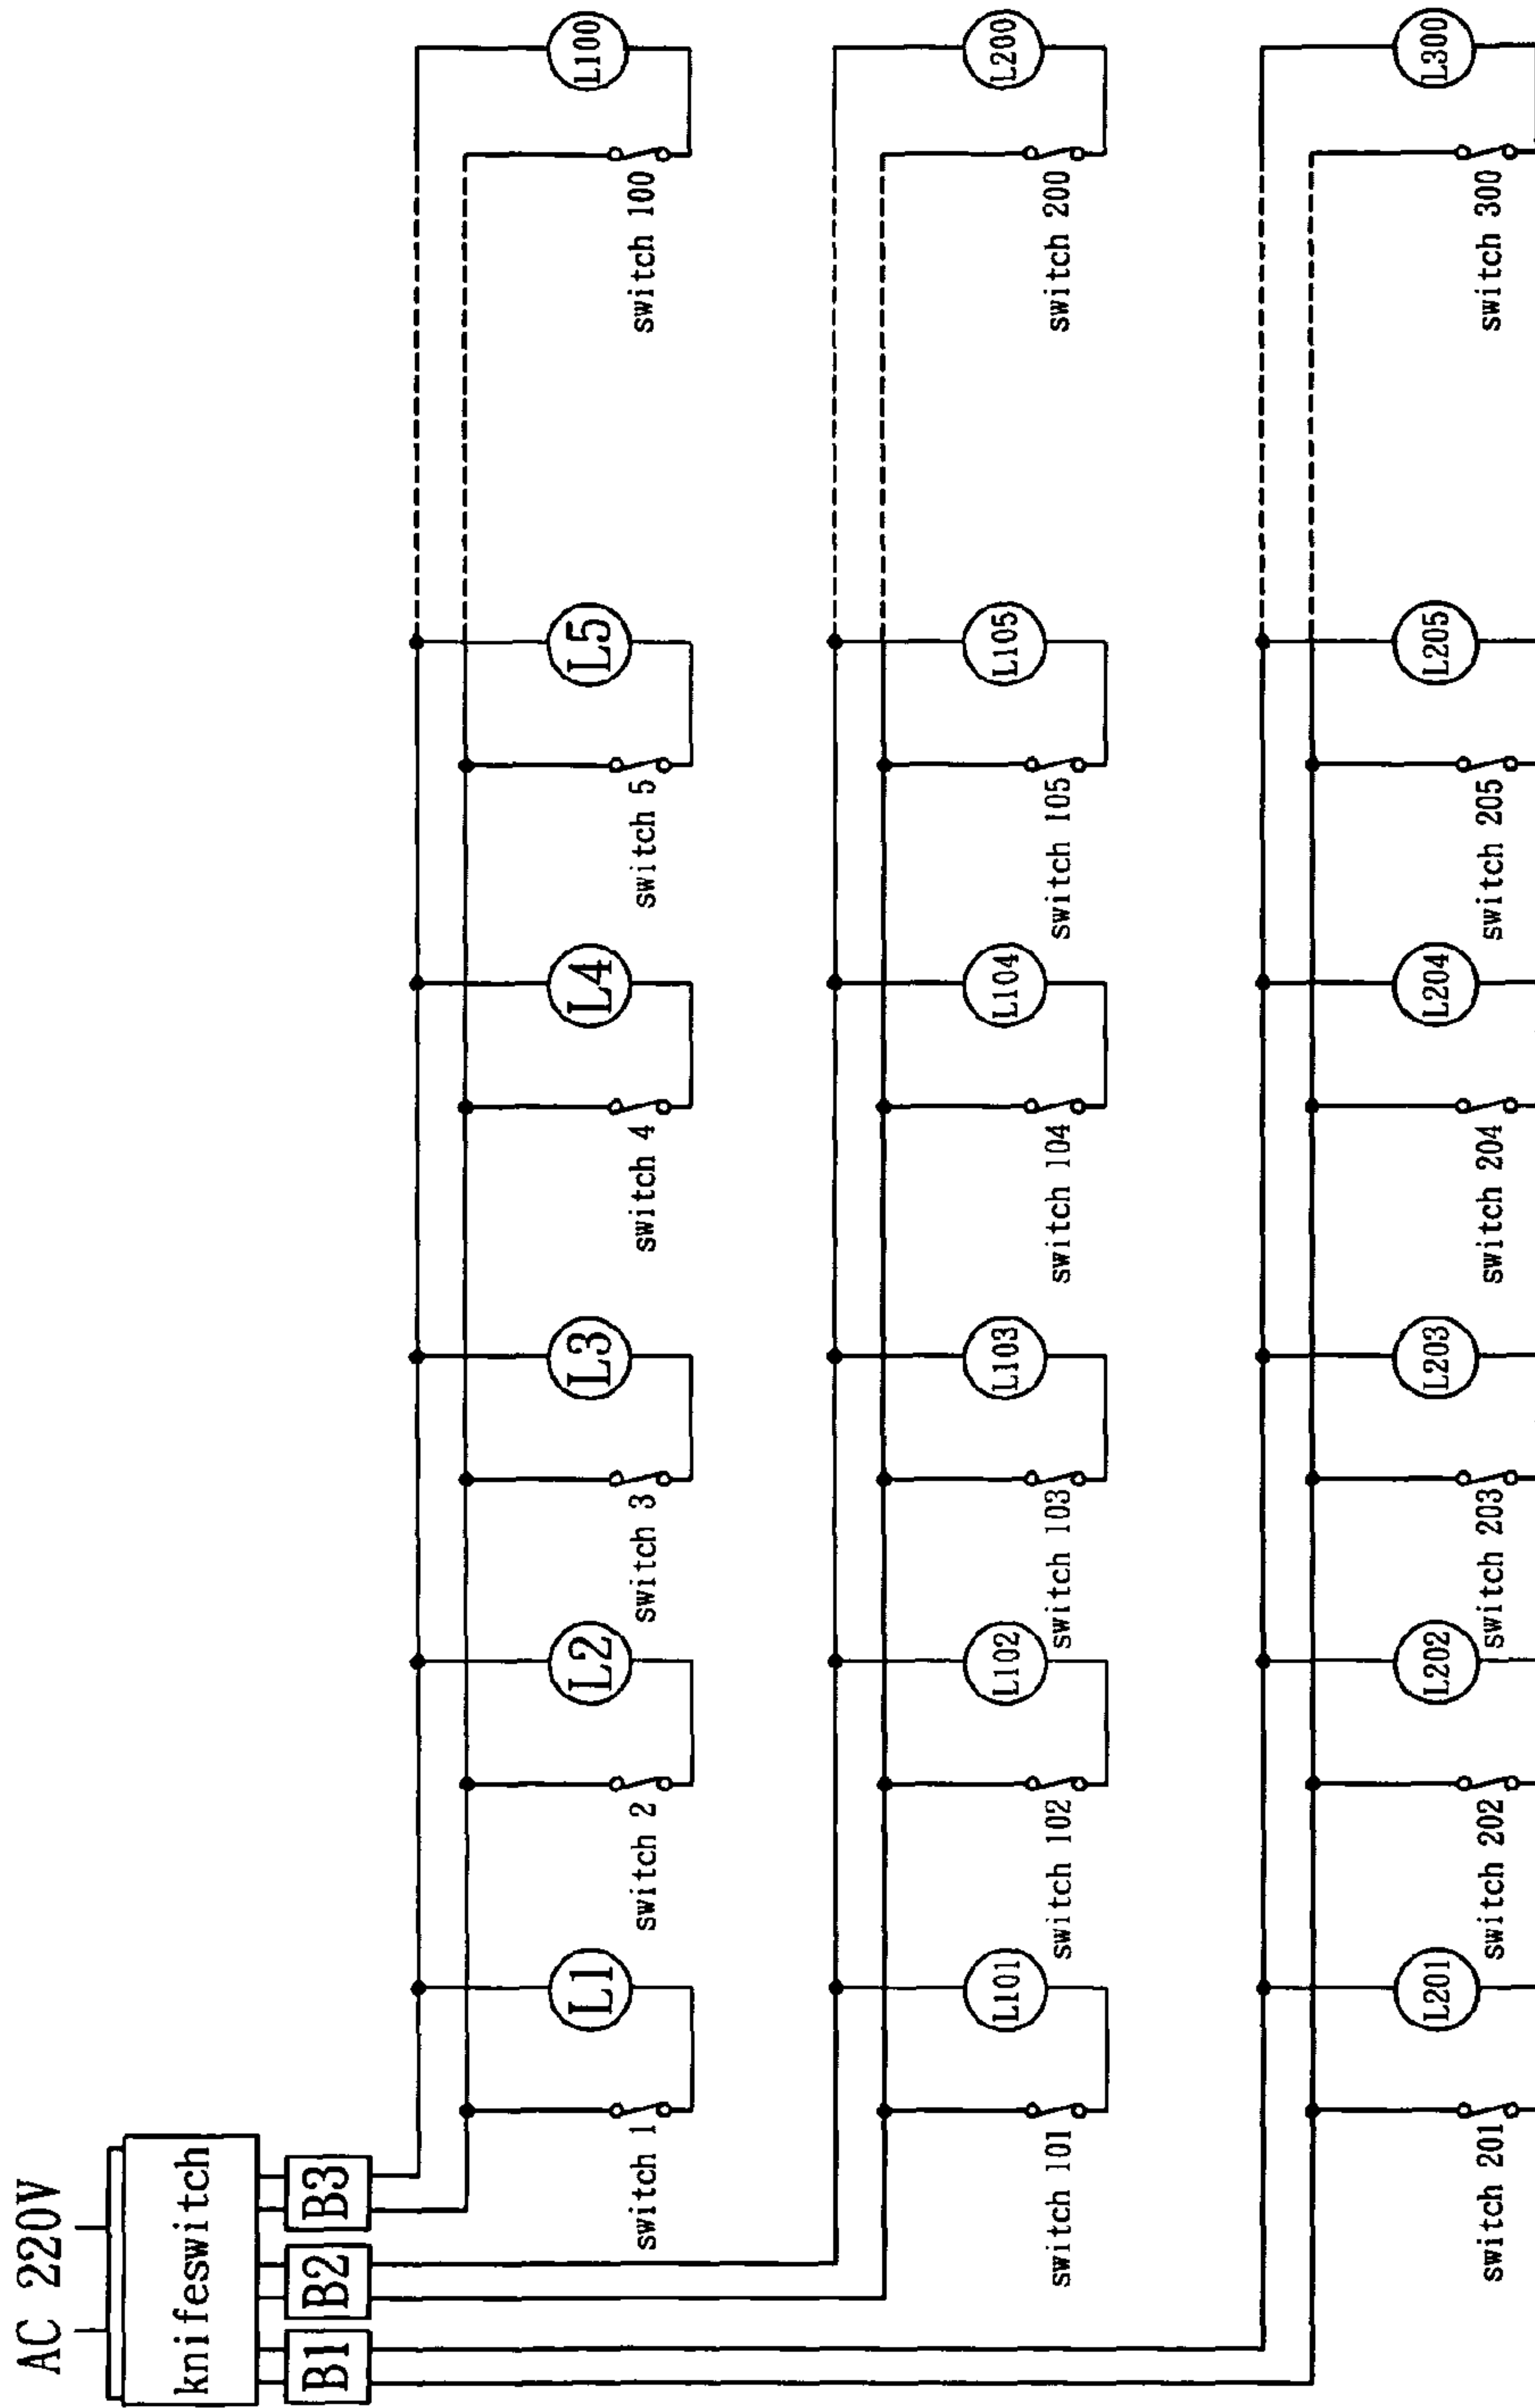 AC 220V
knifeswitch
B1
B2
B3
L1
L2
L3
L4
L5
L100
switch 1
switch 2
switch 3
switch 4
switch 5
switch 100
L101
L102
L103
L104
L105
L200
switch 101
switch 102
switch 103
switch 104
switch 105
switch 200
L201
L202
L203
L204
L205
L300
switch 201
switch 202
switch 203
switch 204
switch 205
switch 300